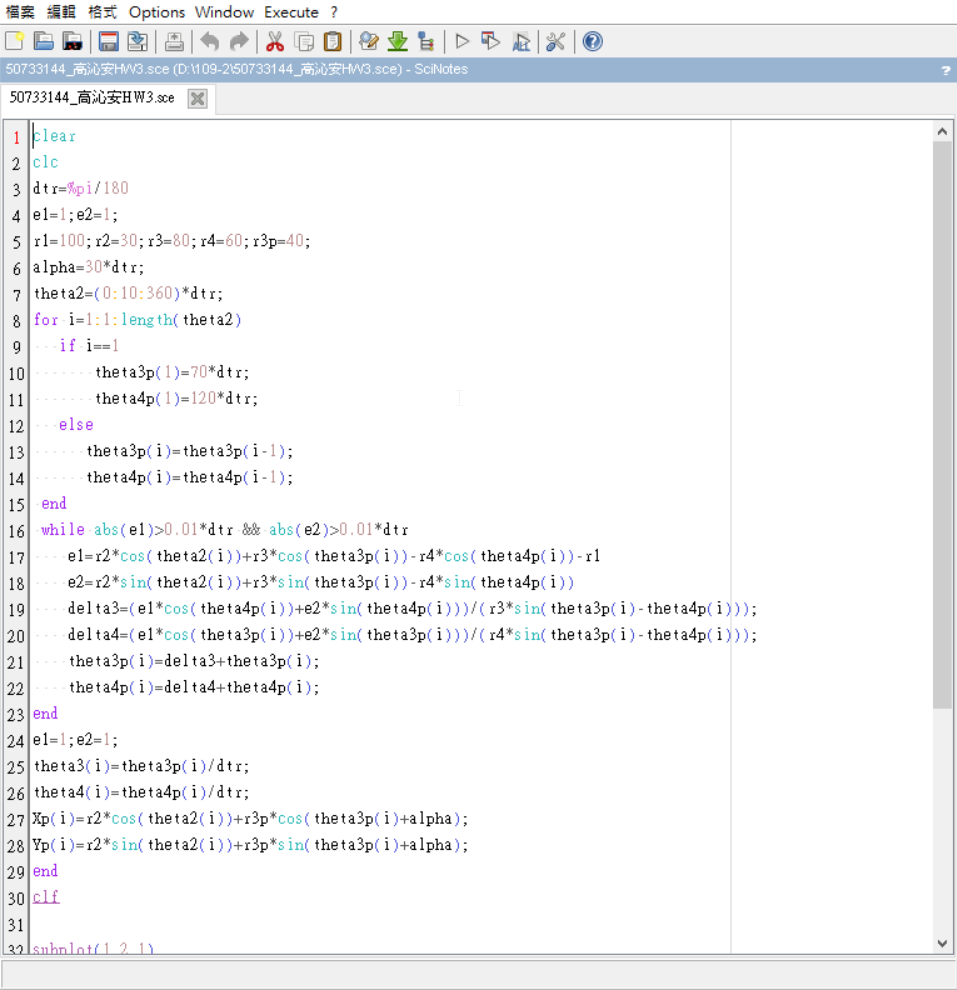 檔案 編輯 格式 Options Window Execute ?
50733144_高沁安HW3.sce (D:\109-2\50733144_高沁安HW3.sce) - SciNotes ?
50733144_高沁安HW3.sce
1 clear
2 clc
3 dtr=%pi/180
4 e1=1;e2=1;
5 r1=100;r2=30;r3=80;r4=60;r3p=40;
6 alpha=30*dtr;
7 theta2=(0:10:360)*dtr;
8 for i=1:1:length(theta2)
9 if i==1
10 theta3p(1)=70*dtr;
11 theta4p(1)=120*dtr;
12 else
13 theta3p(i)=theta3p(i-1);
14 theta4p(i)=theta4p(i-1);
15 end
16 while abs(e1)>0.01*dtr && abs(e2)>0.01*dtr
17 e1=r2*cos(theta2(i))+r3*cos(theta3p(i))-r4*cos(theta4p(i))-r1
18 e2=r2*sin(theta2(i))+r3*sin(theta3p(i))-r4*sin(theta4p(i))
19 delta3=(e1*cos(theta4p(i))+e2*sin(theta4p(i)))/(r3*sin(theta3p(i)-theta4p(i)));
20 delta4=(e1*cos(theta3p(i))+e2*sin(theta3p(i)))/(r4*sin(theta3p(i)-theta4p(i)));
21 theta3p(i)=delta3+theta3p(i);
22 theta4p(i)=delta4+theta4p(i);
23 end
24 e1=1;e2=1;
25 theta3(i)=theta3p(i)/dtr;
26 theta4(i)=theta4p(i)/dtr;
27 Xp(i)=r2*cos(theta2(i))+r3p*cos(theta3p(i)+alpha);
28 Yp(i)=r2*sin(theta2(i))+r3p*sin(theta3p(i)+alpha);
29 end
30 clf
31
32 subplot(1,2,1)